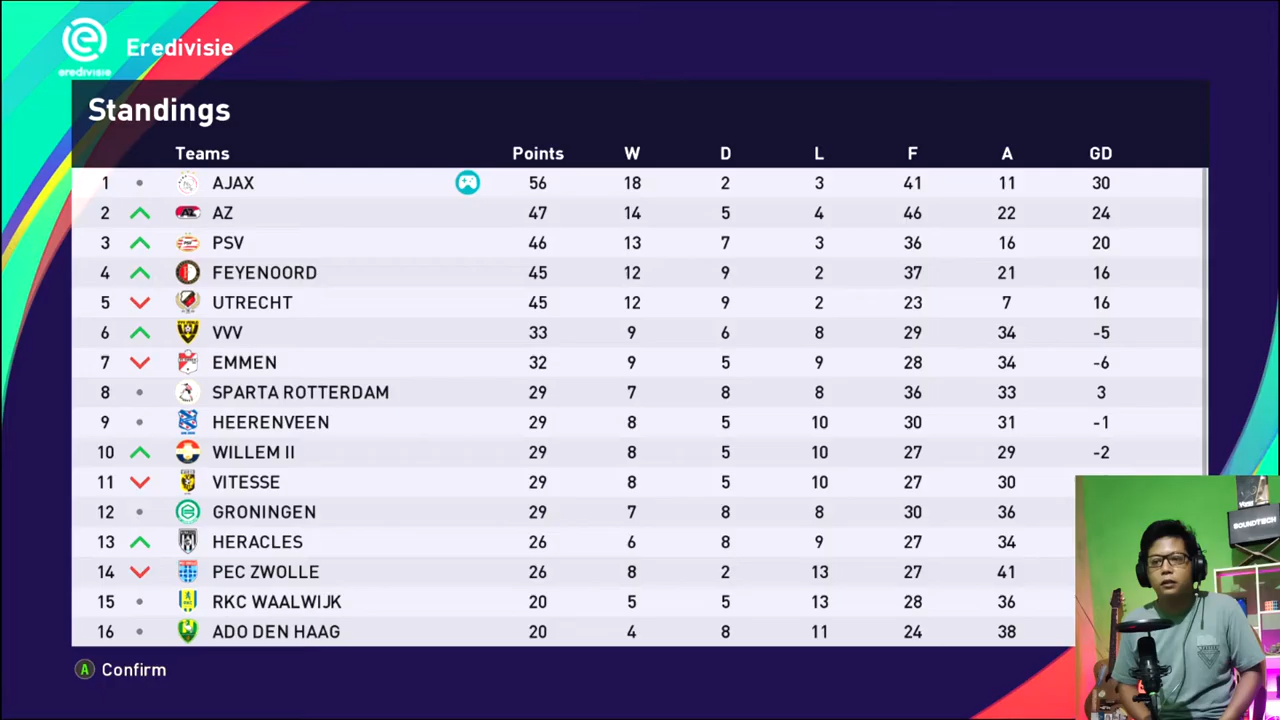 Eredivisie
eredivisie
Standings
Teams Points W D L F A GD
1 AJAX 56 18 2 3 41 11 30
2 AZ 47 14 5 4 46 22 24
3 PSV 46 13 7 3 36 16 20
4 FEYENOORD 45 12 9 2 37 21 16
5 UTRECHT 45 12 9 2 23 7 16
6 VVV 33 9 6 8 29 34 -5
7 EMMEN 32 9 5 9 28 34 -6
8 SPARTA ROTTERDAM 29 7 8 8 36 33 3
9 HEERENVEEN 29 8 5 10 30 31 -1
10 WILLEM II 29 8 5 10 27 29 -2
11 VITESSE 29 8 5 10 27 30
12 GRONINGEN 29 7 8 8 30 36
13 HERACLES 26 6 8 9 27 34
14 PEC ZWOLLE 26 8 2 13 27 41
15 RKC WAALWIJK 20 5 5 13 28 36
16 ADO DEN HAAG 20 4 8 11 24 38
A Confirm
SOUNDTECH